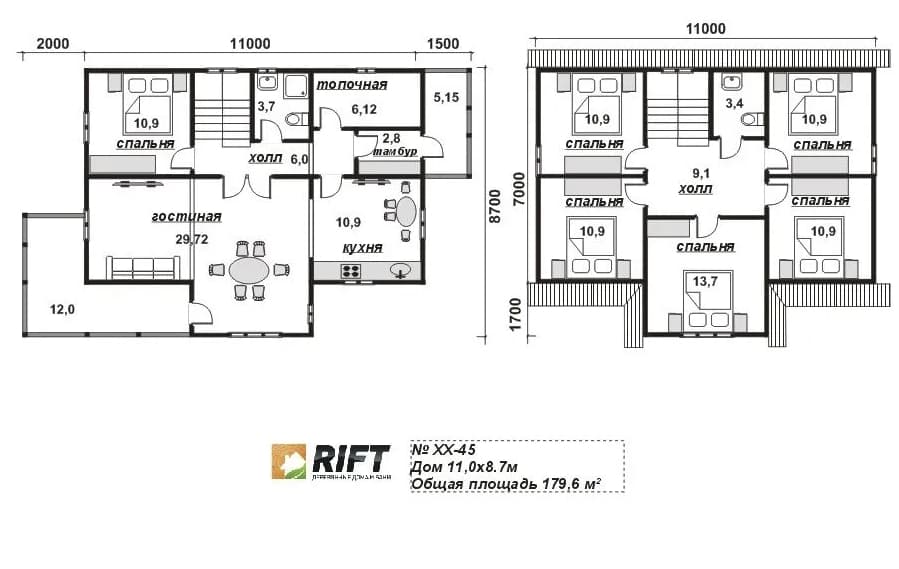 2000
11000
1500
11000
10,9
спальня
3,7
топочная
6,12
5,15
2,8
тамбур
холл 6,0
гостиная
29,72
10,9
кухня
12,0
8700
7000
1700
10,9
спальня
3,4
10,9
спальня
9,1
холл
спальня
10,9
спальня
10,9
спальня
13,7
RIFT
ДЕРЕВЯННЫЕ ДОМА И БАНИ
№ XX-45
Дом 11,0х8.7м
Общая площадь 179,6 м²